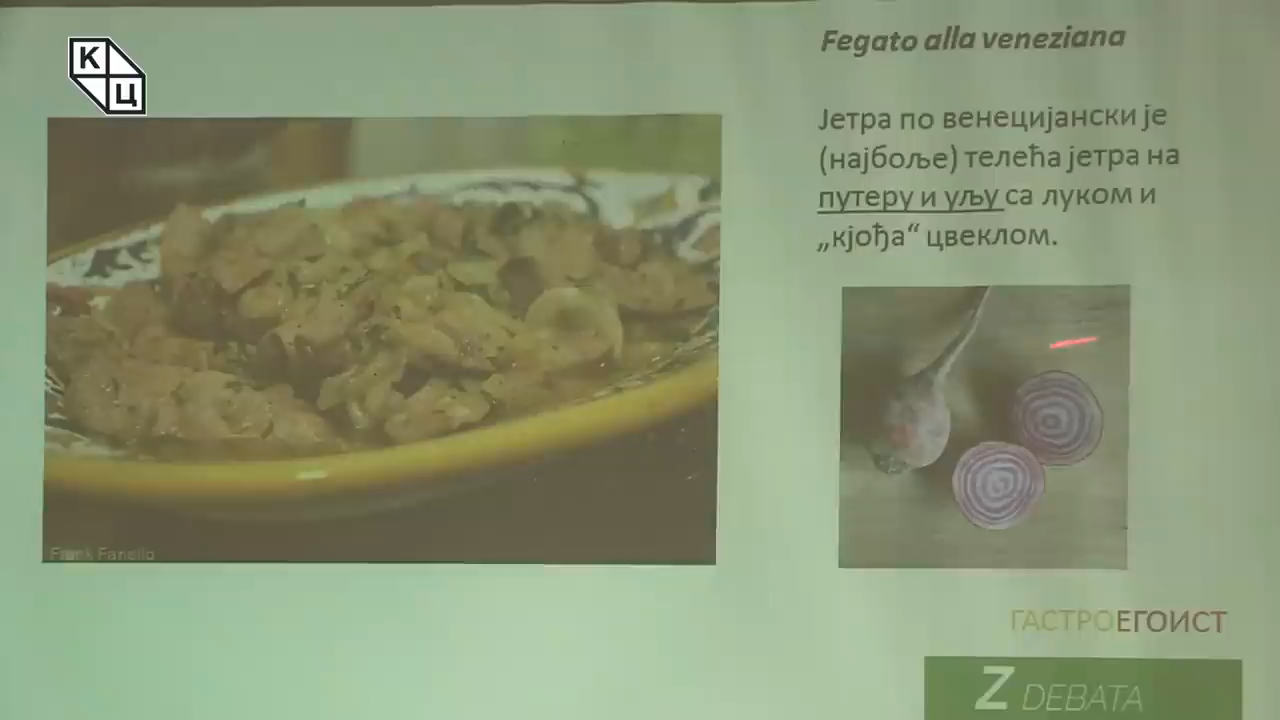 К
Ц
Fegato alla veneziana
Јетра по венецијански је
(најбоље) телећа јетра на
путеру и уљу са луком и
„кјођа“ цвеклом.
Frank Fariello
ГАСТРОЕГОИСТ
Z DEBATA